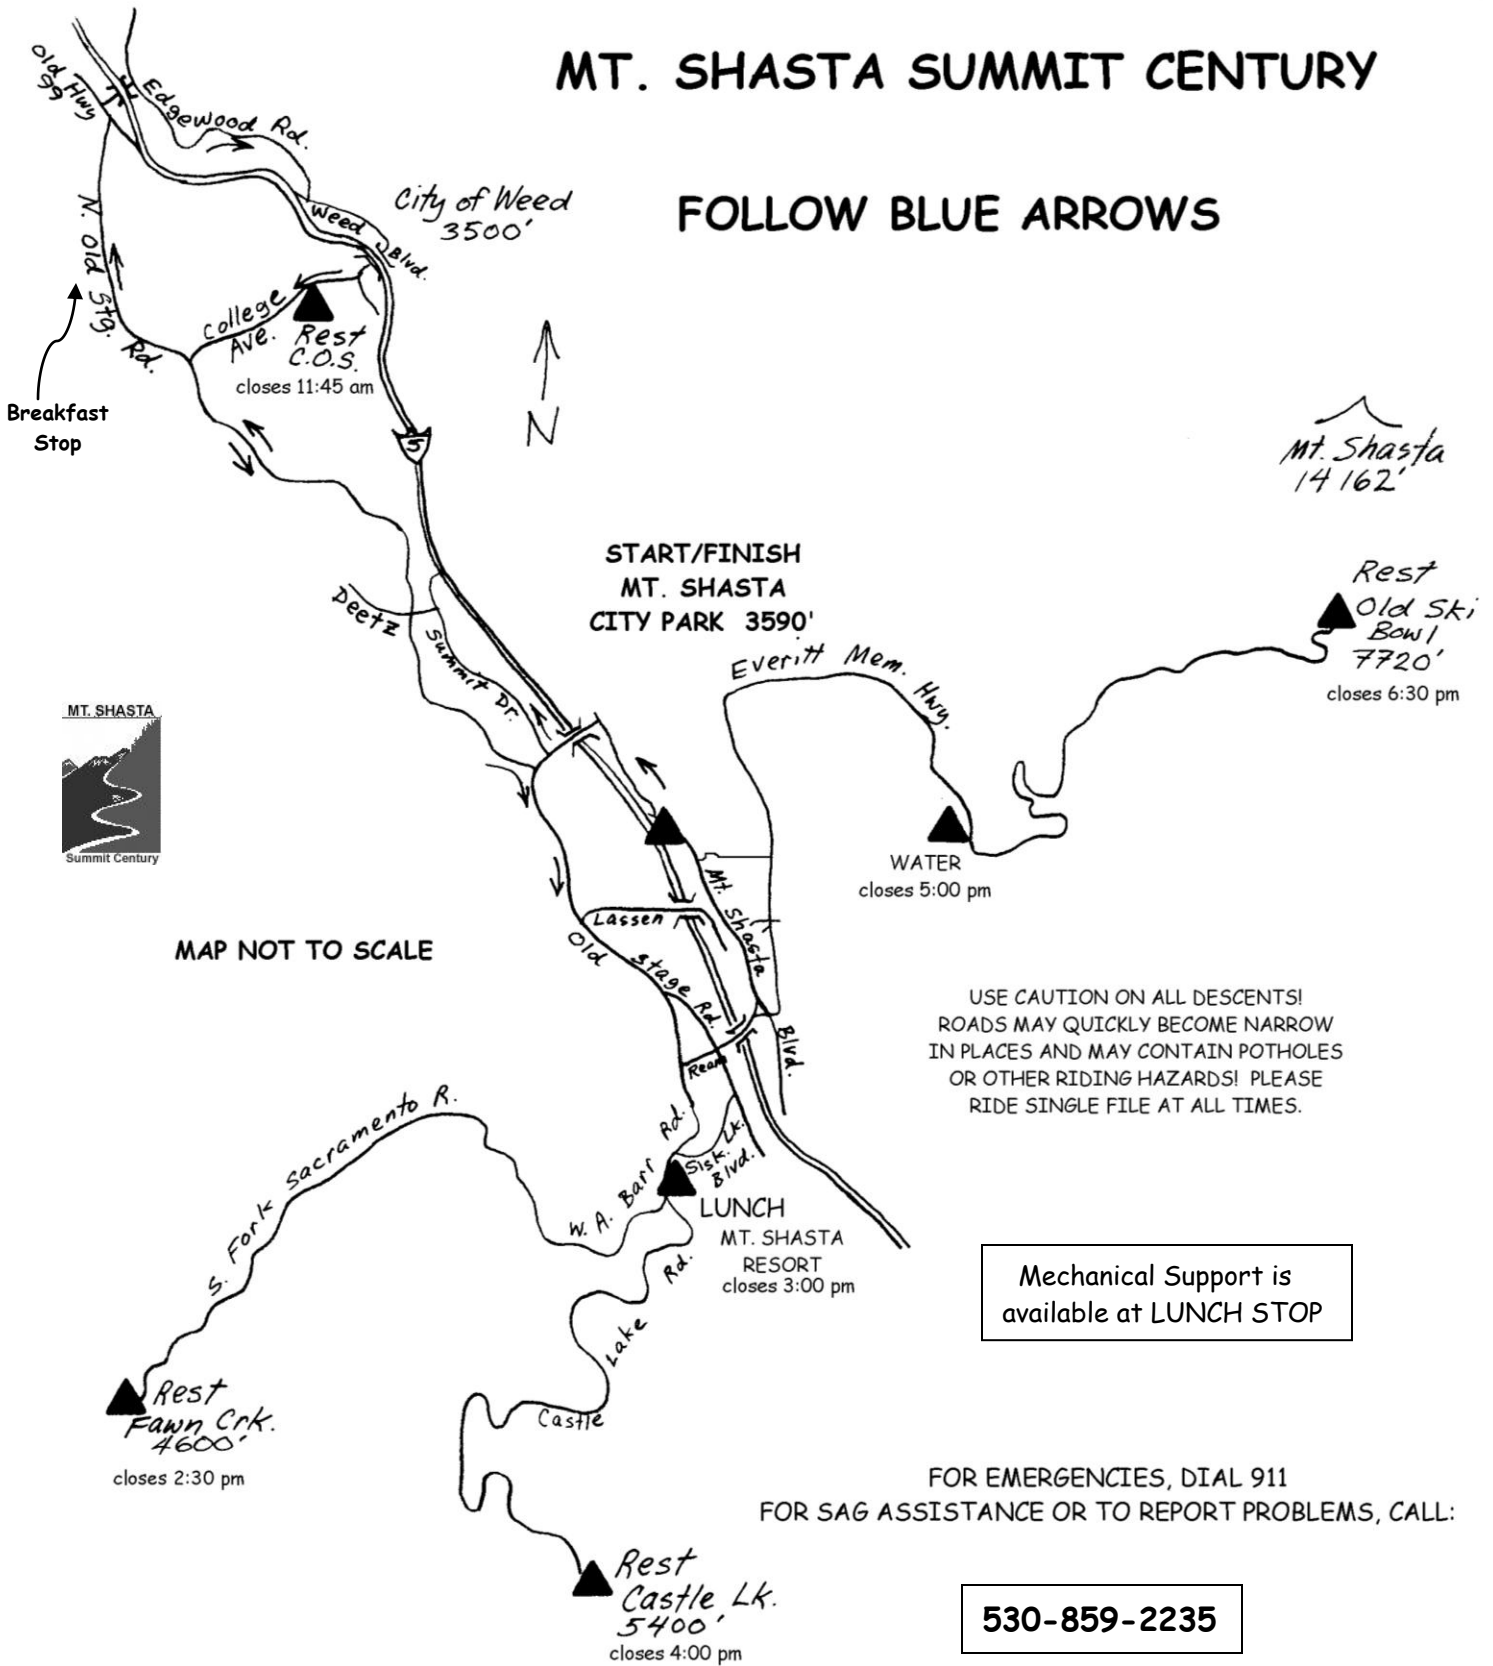 MT. SHASTA SUMMIT CENTURY
FOLLOW BLUE ARROWS
Old Hwy
99
Edgewood Rd.
City of Weed
3500'
Weed
Blvd.
N. Old Stg. Rd.
College
Ave.
Rest
C.O.S.
closes 11:45 am
Breakfast
Stop
5
N
Mt. Shasta
14162'
START/FINISH
MT. SHASTA
CITY PARK 3590'
Deetz
Summit Dr.
Everitt Mem. Hwy.
Rest
Old Ski
Bowl
7720'
closes 6:30 pm
MT. SHASTA
Summit Century
WATER
closes 5:00 pm
Mt. Shasta Blvd.
Lassen
Old Stage Rd.
MAP NOT TO SCALE
USE CAUTION ON ALL DESCENTS!
ROADS MAY QUICKLY BECOME NARROW
IN PLACES AND MAY CONTAIN POTHOLES
OR OTHER RIDING HAZARDS! PLEASE
RIDE SINGLE FILE AT ALL TIMES.
Ream
S. Fork Sacramento R.
W. A. Barr Rd.
Sisk. Lk.
Blvd.
LUNCH
MT. SHASTA
RESORT
closes 3:00 pm
Castle Lake Rd.
Mechanical Support is
available at LUNCH STOP
Rest
Fawn Crk.
4600'
closes 2:30 pm
FOR EMERGENCIES, DIAL 911
FOR SAG ASSISTANCE OR TO REPORT PROBLEMS, CALL:
Rest
Castle Lk.
5400'
closes 4:00 pm
530-859-2235